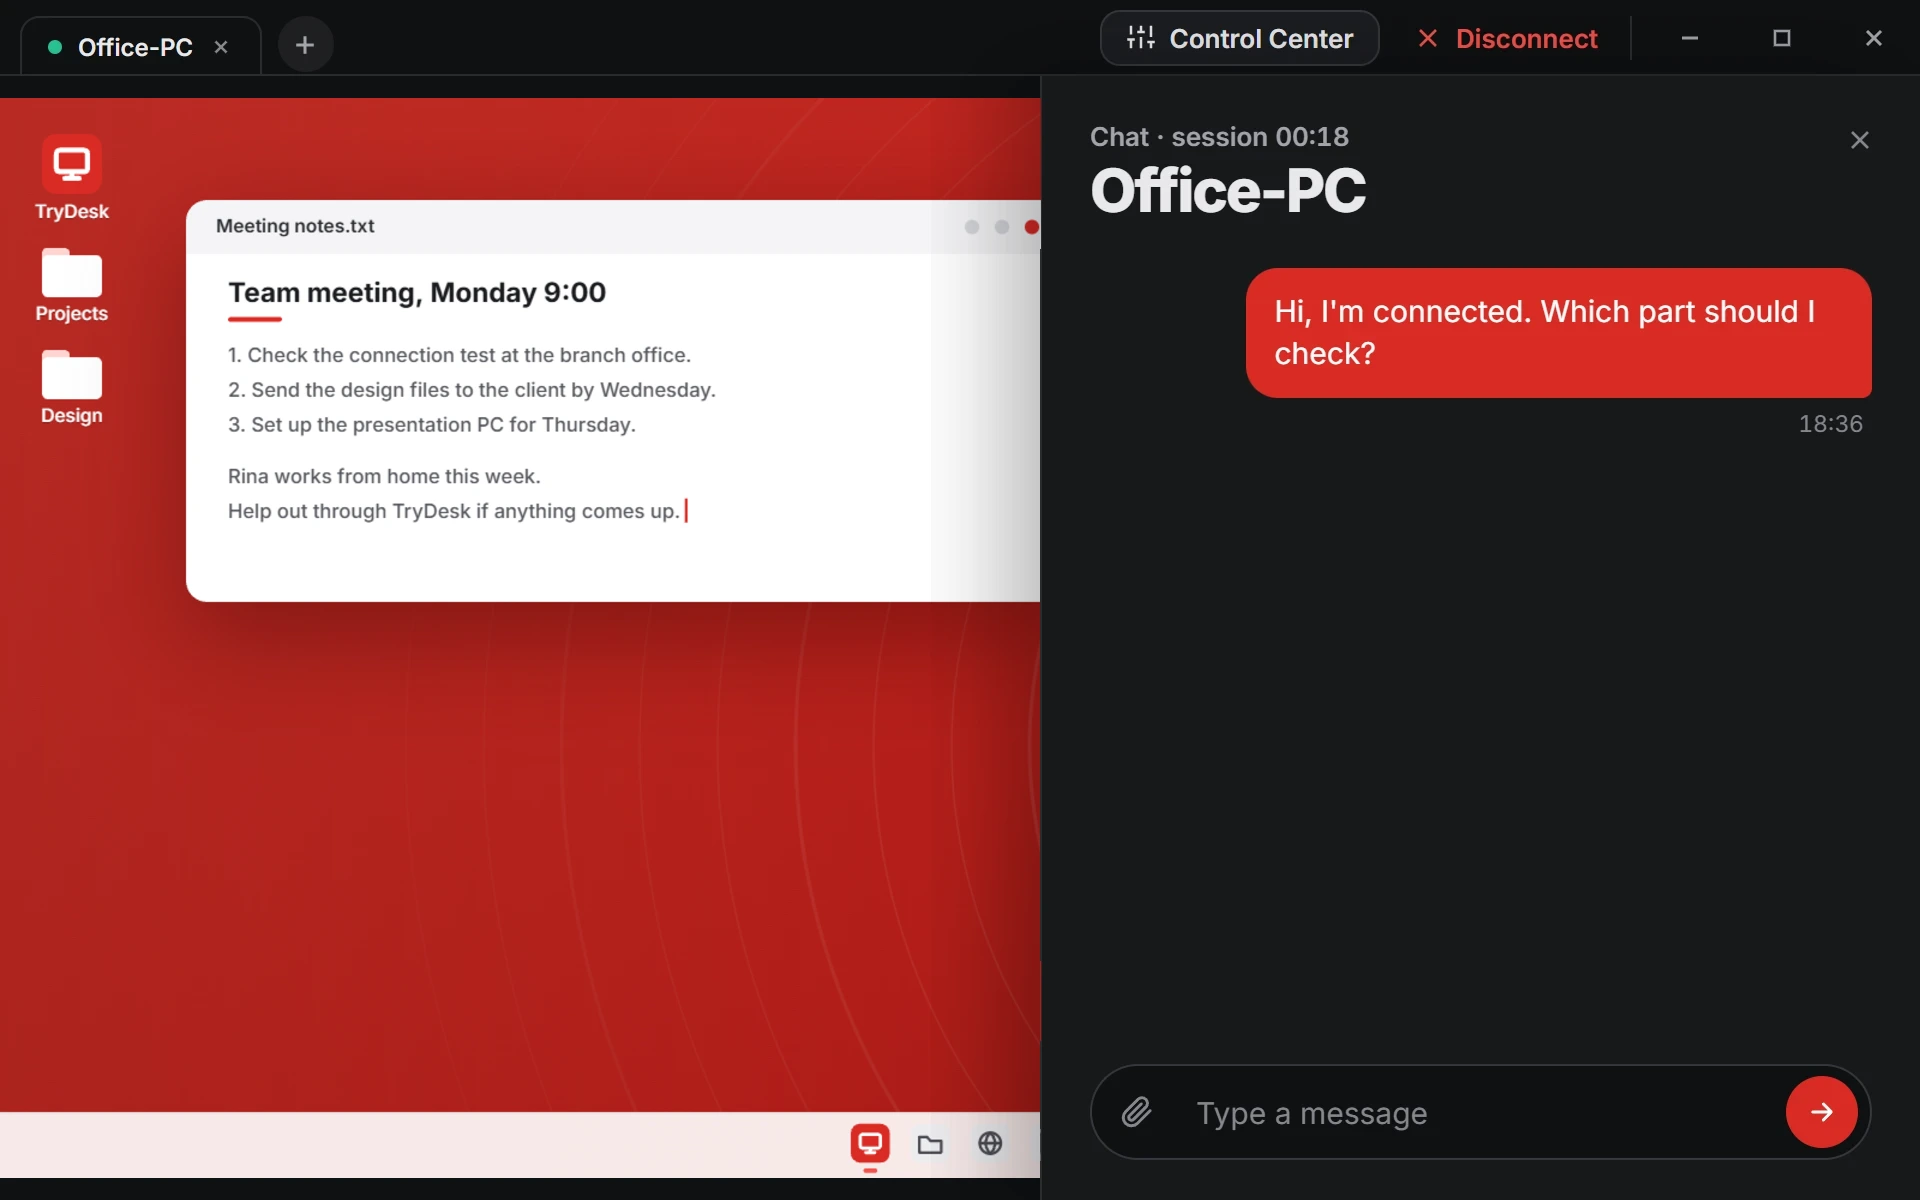 Office-PC
Control Center
Disconnect
TryDesk
Projects
Design
Meeting notes.txt
Team meeting, Monday 9:00
1. Check the connection test at the branch office.
2. Send the design files to the client by Wednesday.
3. Set up the presentation PC for Thursday.
Rina works from home this week.
Help out through TryDesk if anything comes up.
Chat · session 00:18
Office-PC
Hi, I'm connected. Which part should I
check?
18:36
Type a message